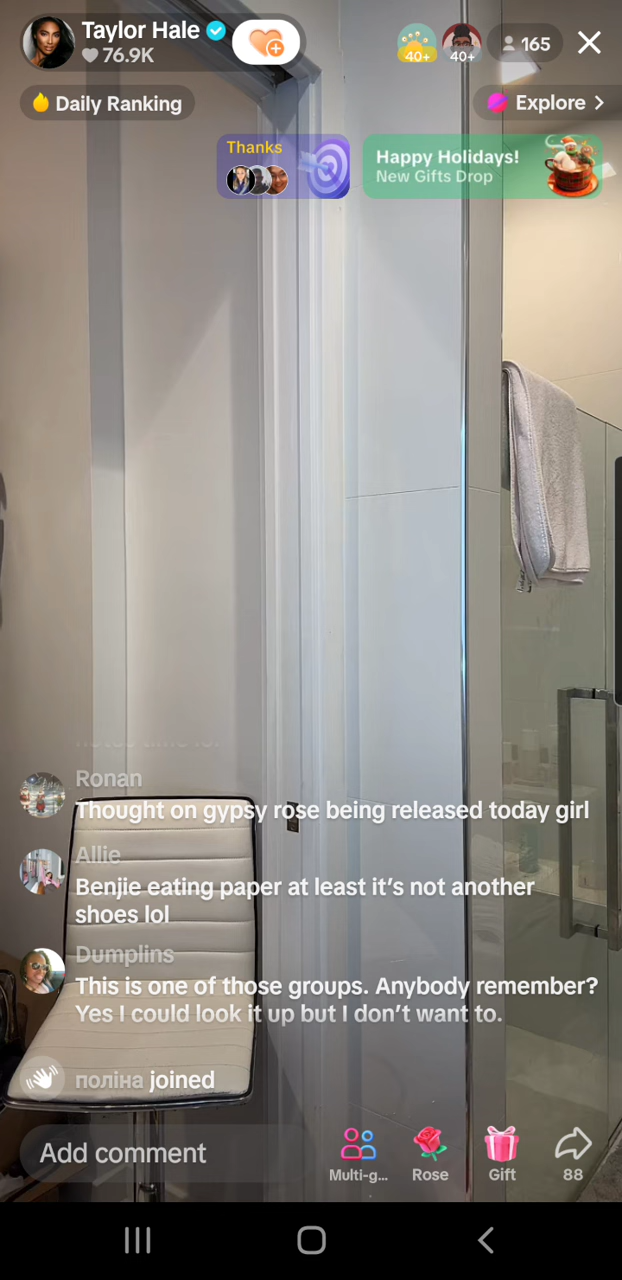 Taylor Hale
76.9K
40+
40+
165
Daily Ranking
Explore
Thanks
Happy Holidays!
New Gifts Drop
Ronan
Thought on gypsy rose being released today girl
Allie
Benjie eating paper at least it's not another
shoes lol
Dumplins
This is one of those groups. Anybody remember?
Yes I could look it up but I don't want to.
поліна joined
Add comment
Multi-g...
Rose
Gift
88